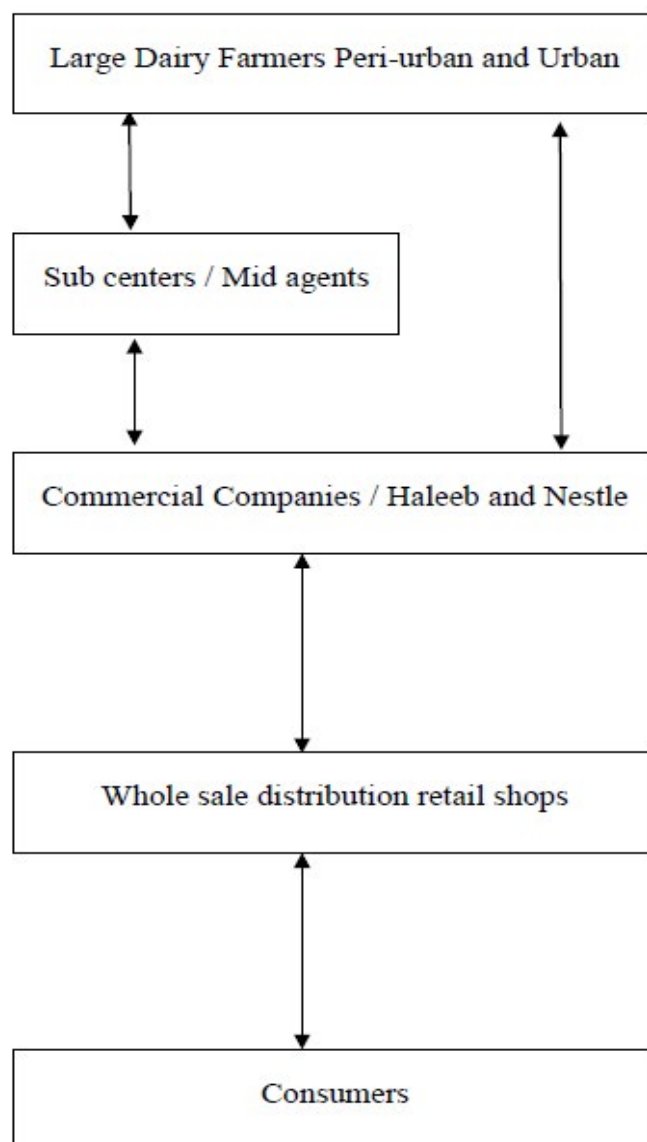 Large Dairy Farmers Peri-urban and Urban
Sub centers / Mid agents
Commercial Companies / Haleeb and Nestle
Whole sale distribution retail shops
Consumers